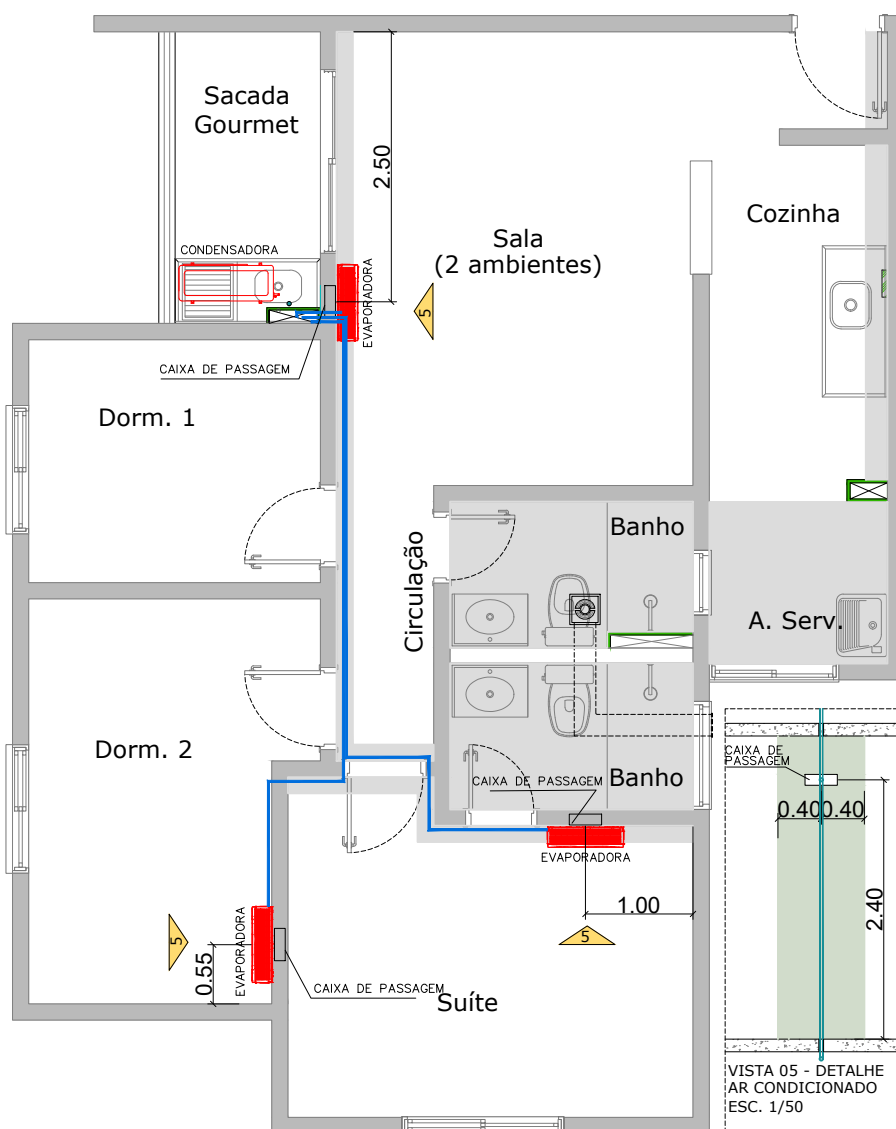 Sacada
Gourmet
2.50
CONDENSADORA
EVAPORADORA
CAIXA DE PASSAGEM
5
Sala
(2 ambientes)
Cozinha
Dorm. 1
Circulação
Banho
A. Serv.
Dorm. 2
Banho
CAIXA DE PASSAGEM
EVAPORADORA
1.00
5
5
0.55
EVAPORADORA
CAIXA DE PASSAGEM
Suíte
CAIXA DE
PASSAGEM
0.40
0.40
2.40
VISTA 05 - DETALHE
AR CONDICIONADO
ESC. 1/50